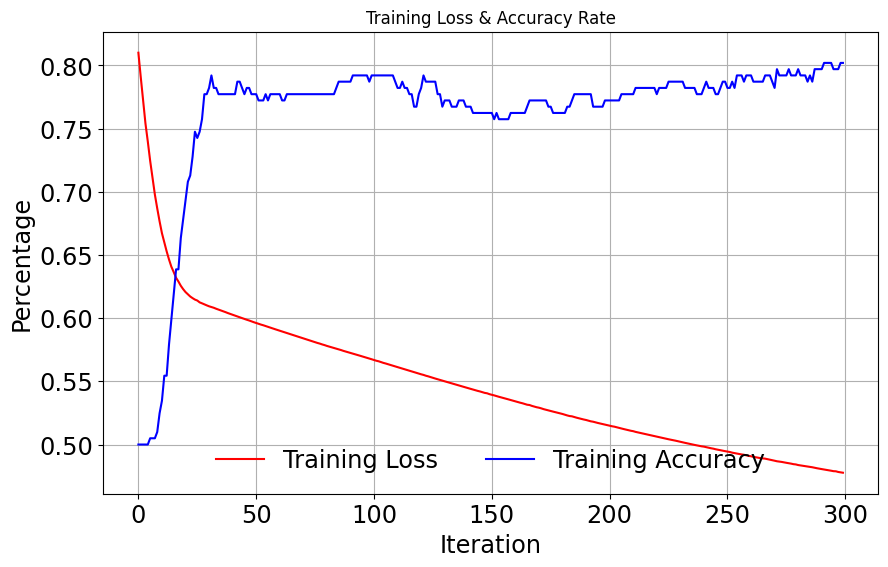 Training Loss & Accuracy Rate
0.80
0.75
0.70
0.65
0.60
0.55
0.50
Percentage
Training Loss Training Accuracy
0 50 100 150 200 250 300
Iteration